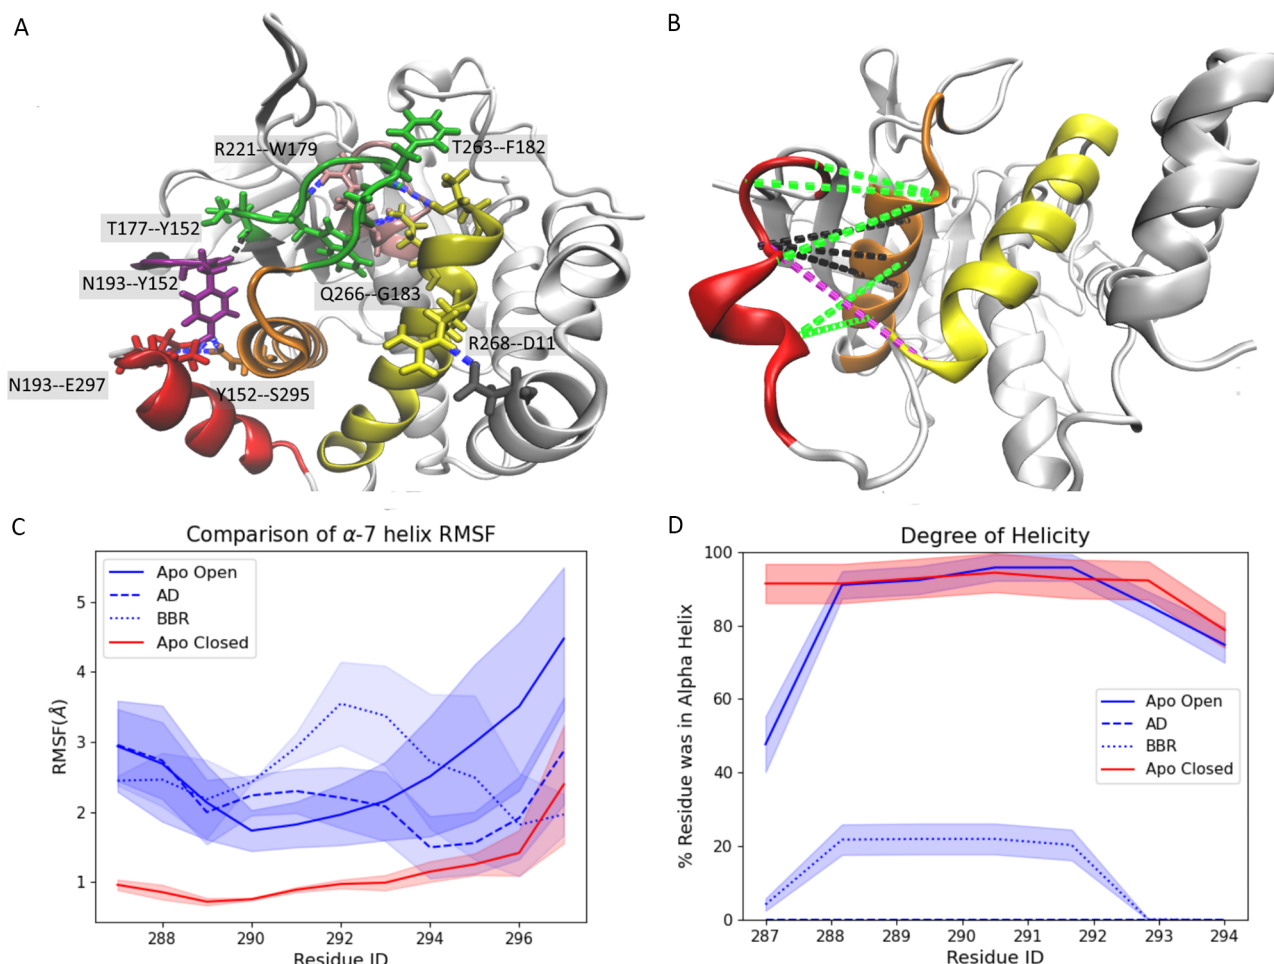 A
B
R221--W179
T263--F182
T177--Y152
N193--Y152
Q266--G183
R268--D11
N193--E297
Y152--S295
C
Comparison of α-7 helix RMSF
Apo Open
AD
BBR
Apo Closed
5
4
3
2
1
RMSF(Å)
288
290
292
294
296
Residue ID
D
Degree of Helicity
100
80
60
40
20
0
% Residue was in Alpha Helix
Apo Open
AD
BBR
Apo Closed
287
288
289
290
291
292
293
294
Residue ID